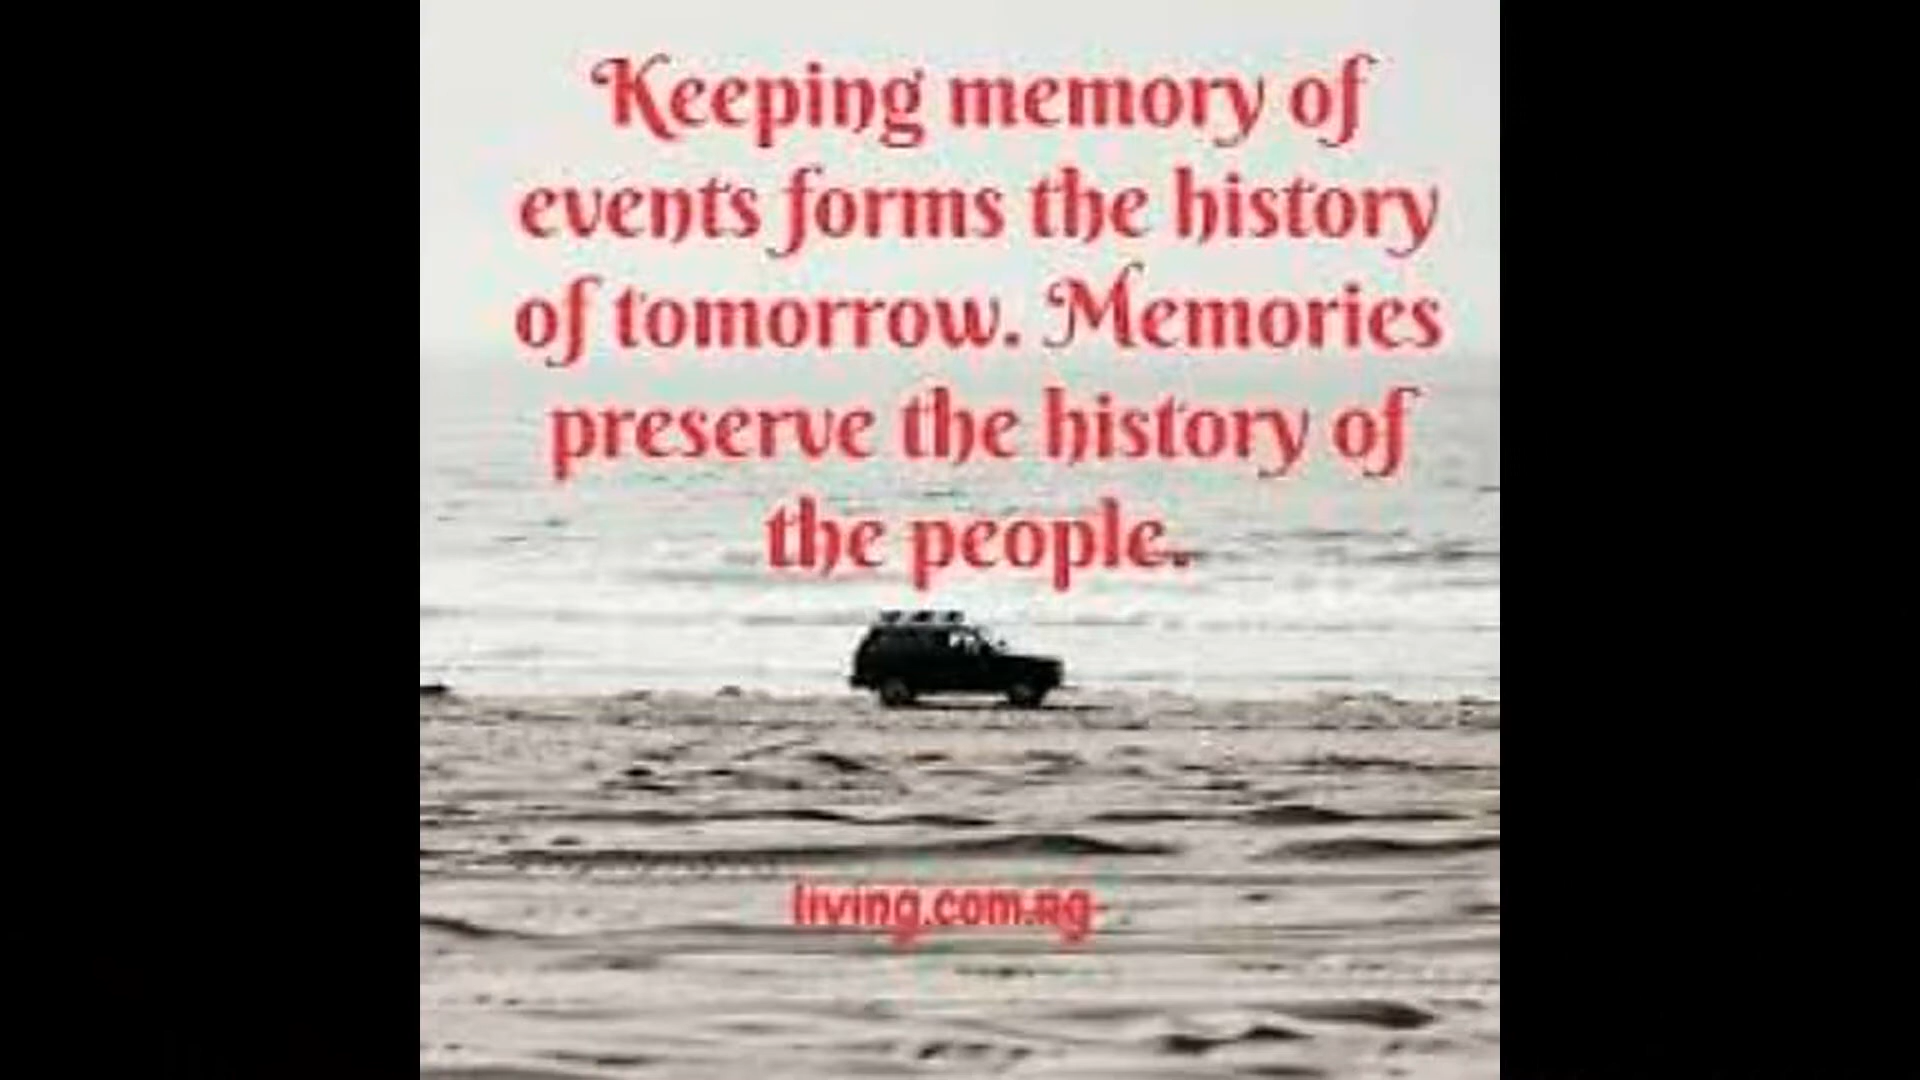 Keeping memory of
events forms the history
of tomorrow. Memories
preserve the history of
the people.
living.com.ng